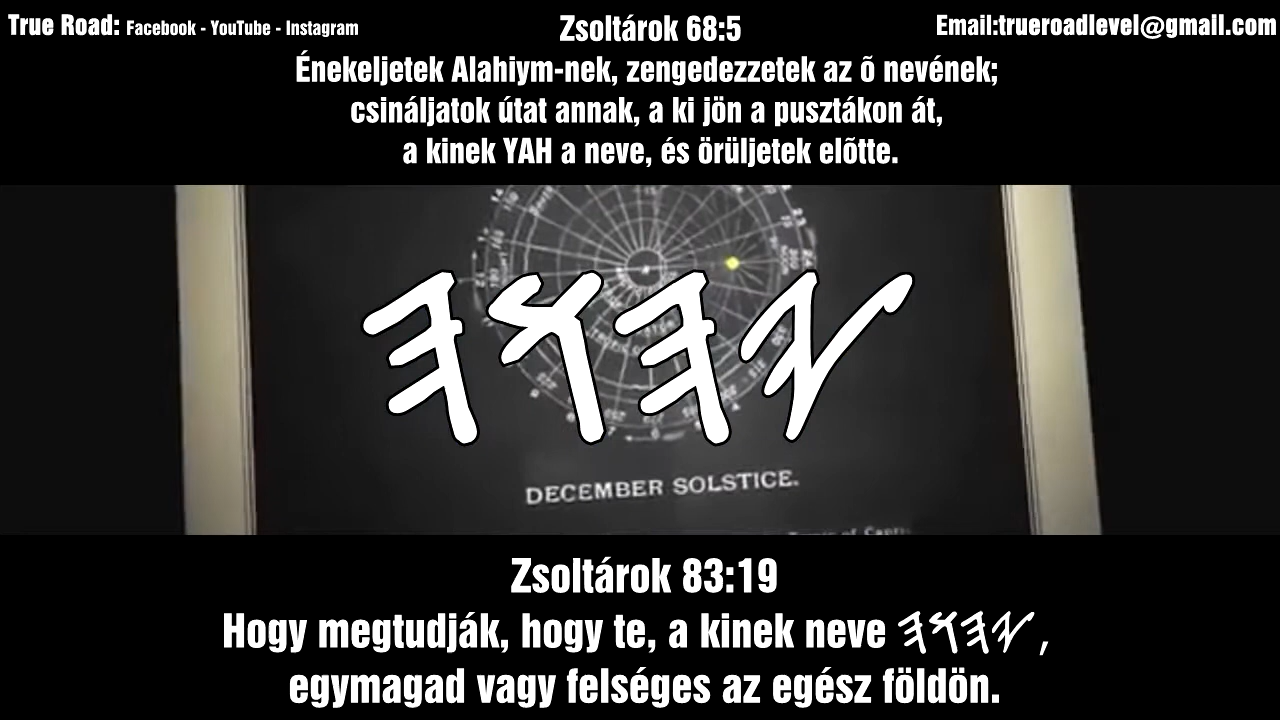 True Road: Facebook - YouTube - Instagram
Email:trueroadlevel@gmail.com
Zsoltárok 68:5
Énekeljetek Alahiym-nek, zengedezzetek az õ nevének;
csináljatok útat annak, a ki jön a pusztákon át,
a kinek YAH a neve, és örüljetek elõtte.
𐤉𐤄𐤅𐤄
DECEMBER SOLSTICE.
Zsoltárok 83:19
Hogy megtudják, hogy te, a kinek neve 𐤉𐤄𐤅𐤄 ,
egymagad vagy felséges az egész földön.